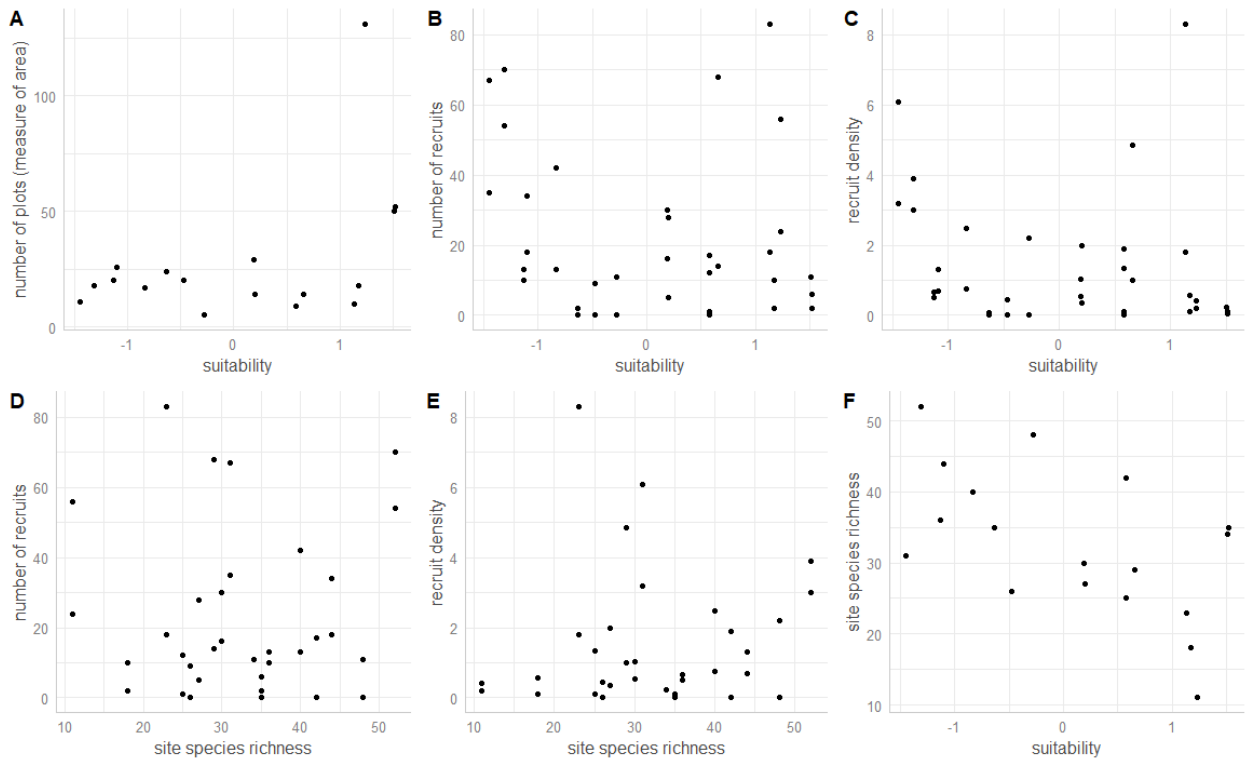 A
number of plots (measure of area)
100
50
0
-1 0 1
suitability
B
number of recruits
80
60
40
20
0
-1 0 1
suitability
C
recruit density
8
6
4
2
0
-1 0 1
suitability
D
number of recruits
80
60
40
20
0
10 20 30 40 50
site species richness
E
recruit density
8
6
4
2
0
10 20 30 40 50
site species richness
F
site species richness
50
40
30
20
10
-1 0 1
suitability